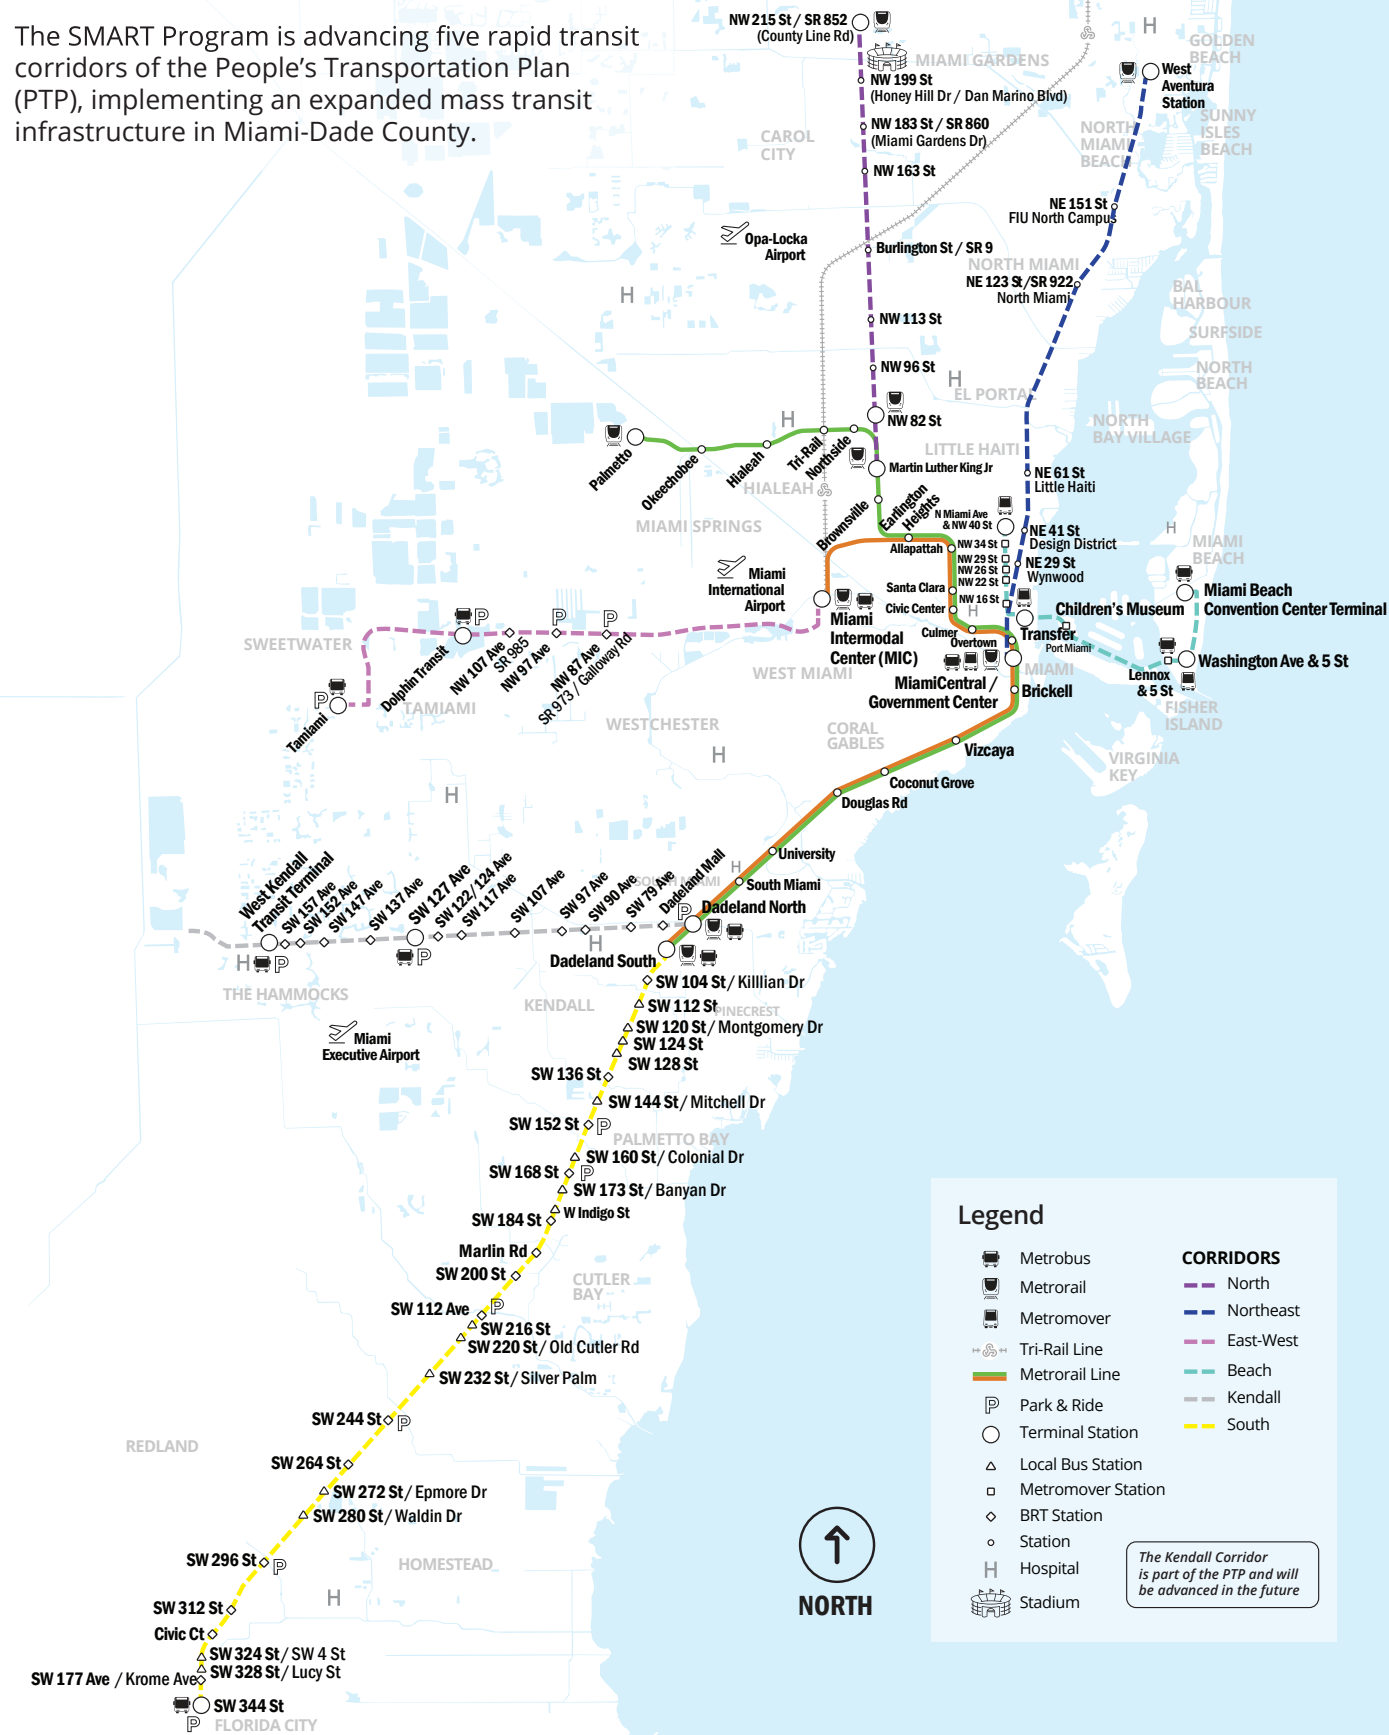 The SMART Program is advancing five rapid transit
corridors of the People's Transportation Plan
(PTP), implementing an expanded mass transit
infrastructure in Miami-Dade County.
NW 215 St / SR 852
(County Line Rd)
MIAMI GARDENS
GOLDEN
BEACH
H
West
Aventura
Station
NW 199 St
(Honey Hill Dr / Dan Marino Blvd)
SUNNY
ISLES
BEACH
NW 183 St / SR 860
(Miami Gardens Dr)
CAROL
CITY
NORTH
MIAMI
BEACH
NW 163 St
NE 151 St
FIU North Campus
Opa-Locka
Airport
Burlington St / SR 9
NORTH MIAMI
NE 123 St/SR 922
North Miami
H
BAL
HARBOUR
NW 113 St
SURFSIDE
NW 96 St
H
NORTH
BEACH
EL PORTAL
H
NW 82 St
NORTH
BAY VILLAGE
Palmetto
Okeechobee
Hialeah
Tri-Rail
Northside
LITTLE HAITI
Martin Luther King Jr
HIALEAH
NE 61 St
Little Haiti
MIAMI SPRINGS
Brownsville
Earlington
Heights
N Miami Ave
& NW 40 St
H
NE 41 St
Design District
Allapattah
NW 34 St
NW 29 St
NW 26 St
NW 22 St
NW 16 St
MIAMI
BEACH
NE 29 St
Wynwood
Miami
International
Airport
Santa Clara
Civic Center
H
Miami Beach
Convention Center Terminal
Children's Museum
Miami
Intermodal
Center (MIC)
Culmer
Overtown
Transfer
Port Miami
SWEETWATER
P
P
P
Dolphin Transit
NW 107 Ave
SR 985
NW 97 Ave
NW 87 Ave
SR 973 / Galloway Rd
WEST MIAMI
MIAMI
Washington Ave & 5 St
Lennox
& 5 St
MiamiCentral /
Government Center
Brickell
P
Tamiami
TAMIAMI
WESTCHESTER
FISHER
ISLAND
CORAL
GABLES
H
Vizcaya
VIRGINIA
KEY
Coconut Grove
H
Douglas Rd
University
H
SOUTH MIAMI
South Miami
West Kendall
Transit Terminal
SW 157 Ave
SW 152 Ave
SW 147 Ave
SW 137 Ave
SW 127 Ave
SW 122/ 124 Ave
SW 117 Ave
SW 107 Ave
SW 97 Ave
SW 90 Ave
SW 79 Ave
Dadeland Mall
P
Dadeland North
H
P
P
H
Dadeland South
SW 104 St/ Killlian Dr
THE HAMMOCKS
KENDALL
SW 112 St
PINECREST
SW 120 St/ Montgomery Dr
Miami
Executive Airport
SW 124 St
SW 128 St
SW 136 St
SW 144 St/ Mitchell Dr
SW 152 St
P
PALMETTO BAY
SW 160 St/ Colonial Dr
SW 168 St
P
SW 173 St/ Banyan Dr
W Indigo St
SW 184 St
Marlin Rd
SW 200 St
CUTLER
BAY
SW 112 Ave
P
SW 216 St
SW 220 St/ Old Cutler Rd
SW 232 St/ Silver Palm
SW 244 St
P
REDLAND
SW 264 St
SW 272 St/ Epmore Dr
SW 280 St/ Waldin Dr
SW 296 St
P
HOMESTEAD
H
SW 312 St
Civic Ct
SW 324 St/ SW 4 St
SW 328 St/ Lucy St
SW 177 Ave / Krome Ave
SW 344 St
P
FLORIDA CITY
NORTH
Legend
Metrobus
Metrorail
Metromover
Tri-Rail Line
Metrorail Line
P
Park & Ride
Terminal Station
Local Bus Station
Metromover Station
BRT Station
Station
H
Hospital
Stadium
CORRIDORS
North
Northeast
East-West
Beach
Kendall
South
The Kendall Corridor
is part of the PTP and will
be advanced in the future